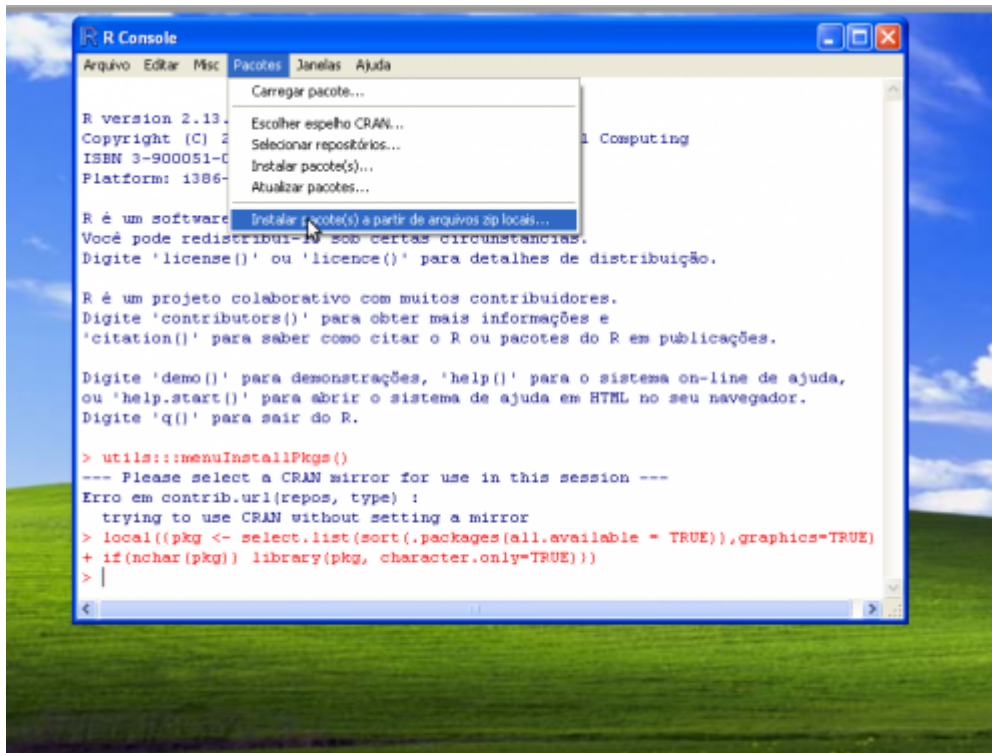 R Console
Arquivo Editar Misc Pacotes Janelas Ajuda
Carregar pacote...
Escolher espelho CRAN...
Selecionar repositórios...
Instalar pacote(s)...
Atualizar pacotes...
Instalar pacote(s) a partir de arquivos zip locais...
R version 2.13.
Copyright (C) 2 l Computing
ISBN 3-900051-0
Platform: i386-
R é um software
Você pode redistribuí-lo sob certas circunstâncias.
Digite 'license()' ou 'licence()' para detalhes de distribuição.
R é um projeto colaborativo com muitos contribuidores.
Digite 'contributors()' para obter mais informações e
'citation()' para saber como citar o R ou pacotes do R em publicações.
Digite 'demo()' para demonstrações, 'help()' para o sistema on-line de ajuda,
ou 'help.start()' para abrir o sistema de ajuda em HTML no seu navegador.
Digite 'q()' para sair do R.
> utils:::menuInstallPkgs()
--- Please select a CRAN mirror for use in this session ---
Erro em contrib.url(repos, type) :
trying to use CRAN without setting a mirror
> local({pkg <- select.list(sort(.packages(all.available = TRUE)),graphics=TRUE)
+ if(nchar(pkg)) library(pkg, character.only=TRUE)})
>